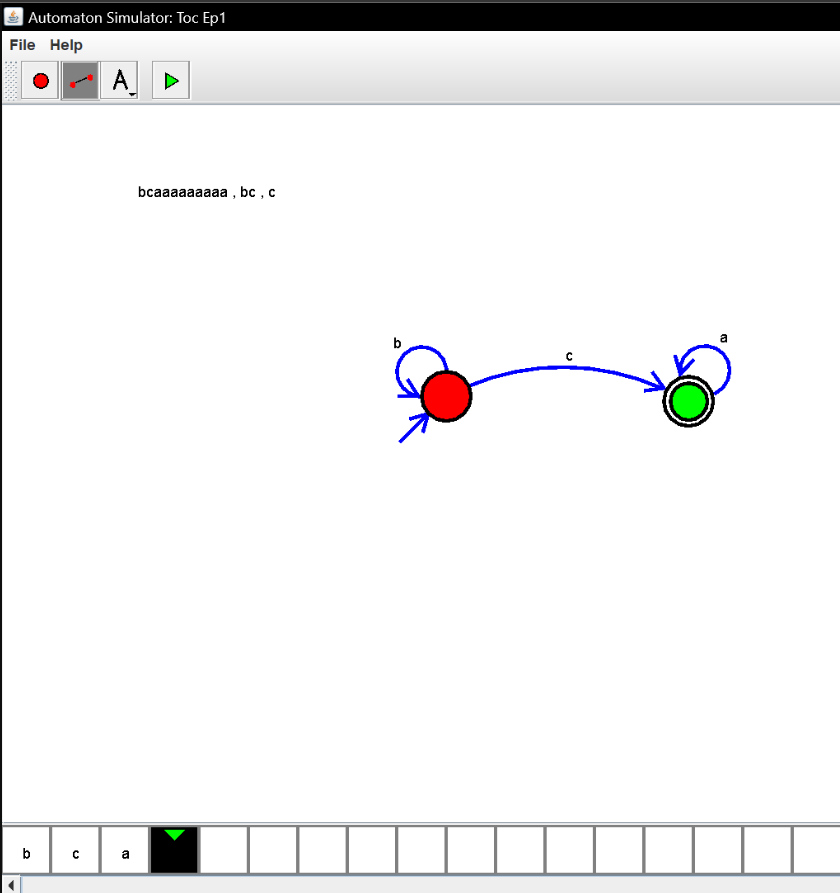 Automaton Simulator: Toc Ep1
File Help
A
bcaaaaaaaaa , bc , c
b
c
a
b c a